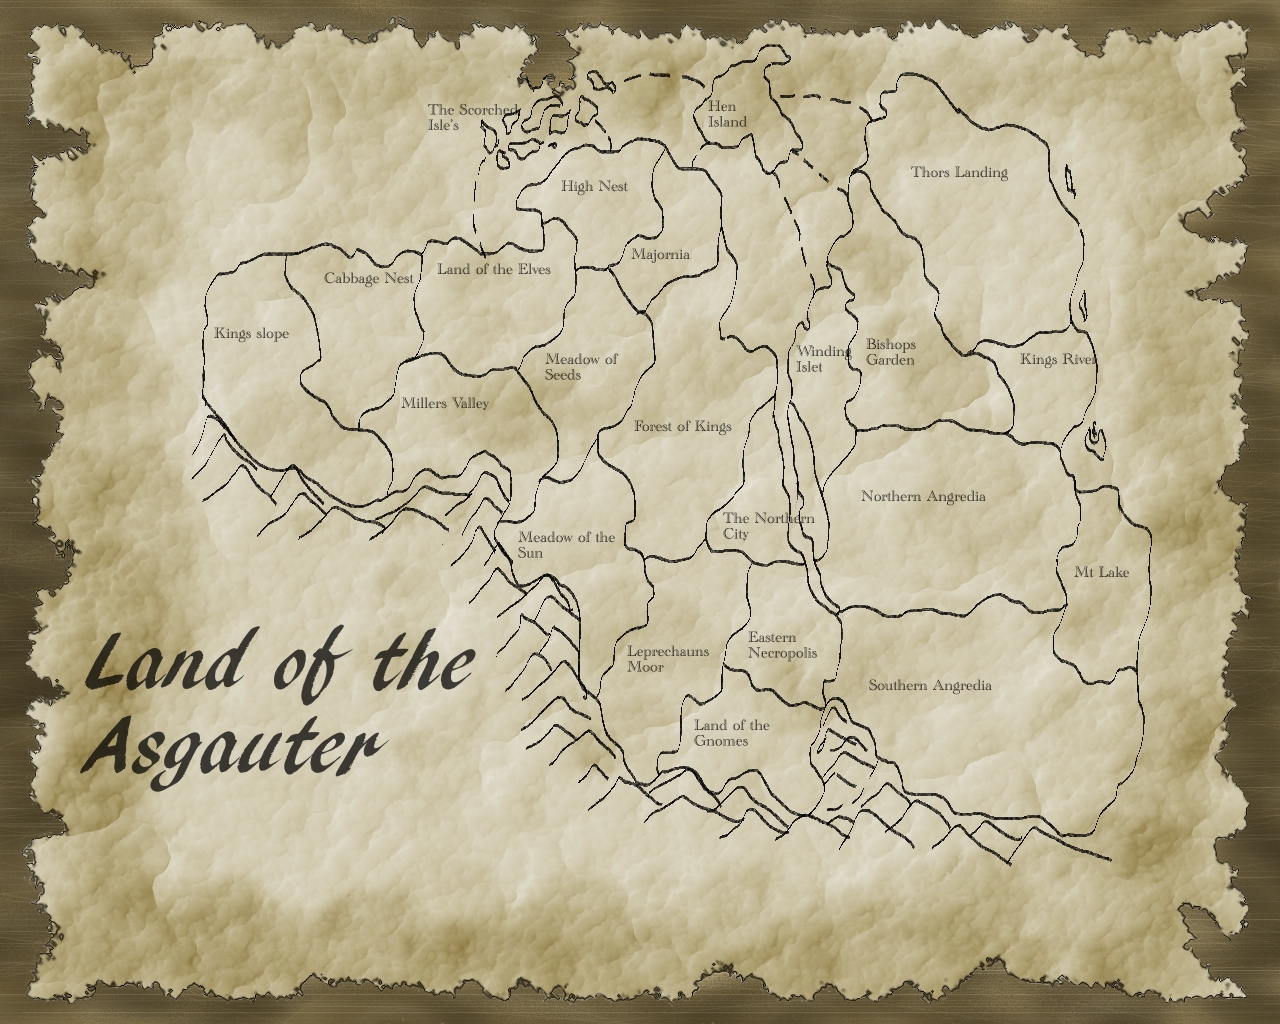 The Scorched
Isle's
Hen
Island
Thors Landing
High Nest
Majornia
Cabbage Nest
Land of the Elves
Kings slope
Meadow of
Seeds
Winding
Islet
Bishops
Garden
Kings River
Millers Valley
Forest of Kings
Northern Angredia
The Northern
City
Meadow of the
Sun
Mt Lake
Leprechauns
Moor
Eastern
Necropolis
Southern Angredia
Land of the
Gnomes
Land of the
Asgauter